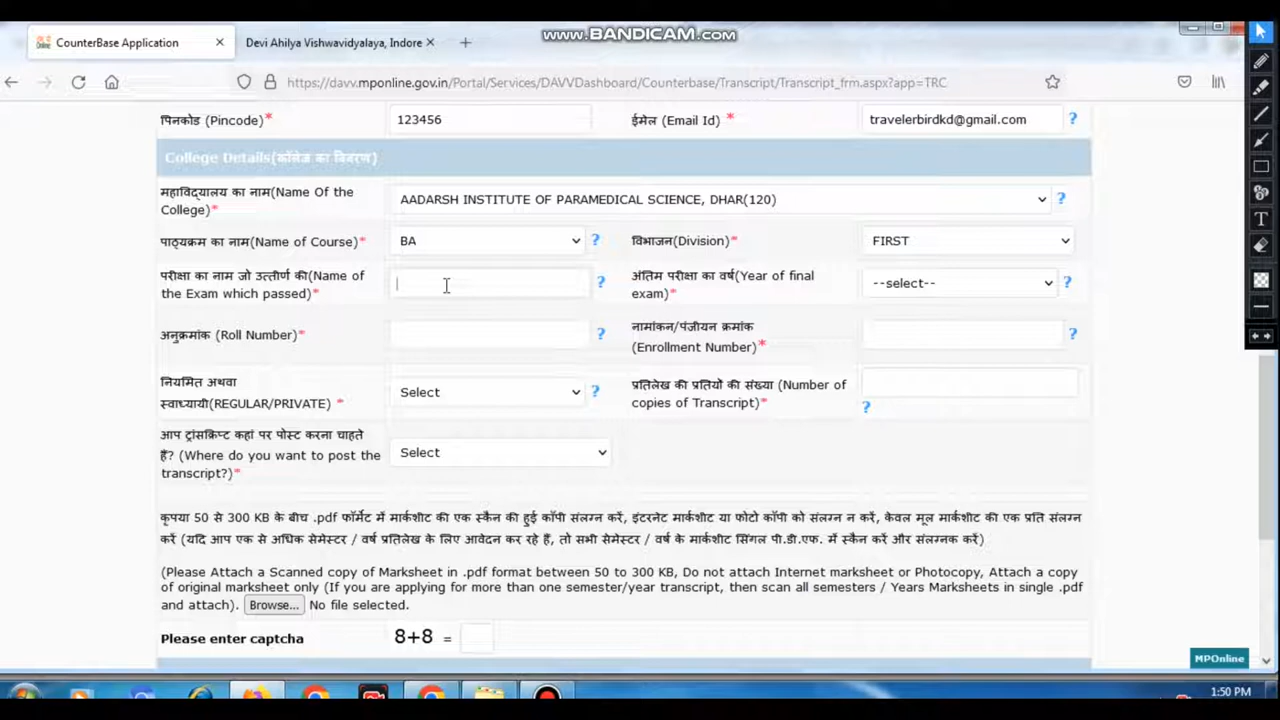 www.BANDICAM.com
CounterBase Application
Devi Ahilya Vishwavidyalaya, Indore
https://davv.mponline.gov.in/Portal/Services/DAVVDashboard/Counterbase/Transcript/Transcript_frm.aspx?app=TRC
पिनकोड (Pincode)* 123456 ईमेल (Email Id) * travelerbirdkd@gmail.com ?
College Details(कॉलेज का विवरण)
महाविद्यालय का नाम(Name Of the
College)* AADARSH INSTITUTE OF PARAMEDICAL SCIENCE, DHAR(120) ?
पाठ्यक्रम का नाम(Name of Course)* BA ? विभाजन(Division)* FIRST
परीक्षा का नाम जो उत्तीर्ण की(Name of
the Exam which passed)* ? अंतिम परीक्षा का वर्ष(Year of final
exam)* --select-- ?
अनुक्रमांक (Roll Number)* ? नामांकन/पंजीयन क्रमांक
(Enrollment Number)* ?
नियमित अथवा
स्वाध्यायी(REGULAR/PRIVATE) * Select ? प्रतिलेख की प्रतियों की संख्या (Number of
copies of Transcript)* ?
आप ट्रांसक्रिप्ट कहां पर पोस्ट करना चाहते
हैं? (Where do you want to post the
transcript?)* Select
कृपया 50 से 300 KB के बीच .pdf फॉर्मेट में मार्कशीट की एक स्कैन की हुई कॉपी संलग्न करें, इंटरनेट मार्कशीट या फोटो कॉपी को संलग्न न करें, केवल मूल मार्कशीट की एक प्रति संलग्न
करें (यदि आप एक से अधिक सेमेस्टर / वर्ष प्रतिलेख के लिए आवेदन कर रहे हैं, तो सभी सेमेस्टर / वर्ष के मार्कशीट सिंगल पी.डी.एफ. में स्कैन करें और संलग्नक करें)
(Please Attach a Scanned copy of Marksheet in .pdf format between 50 to 300 KB, Do not attach Internet marksheet or Photocopy, Attach a copy
of original marksheet only (If you are applying for more than one semester/year transcript, then scan all semesters / Years Marksheets in single .pdf
and attach). Browse... No file selected.
Please enter captcha 8+8 =
MPOnline
1:50 PM